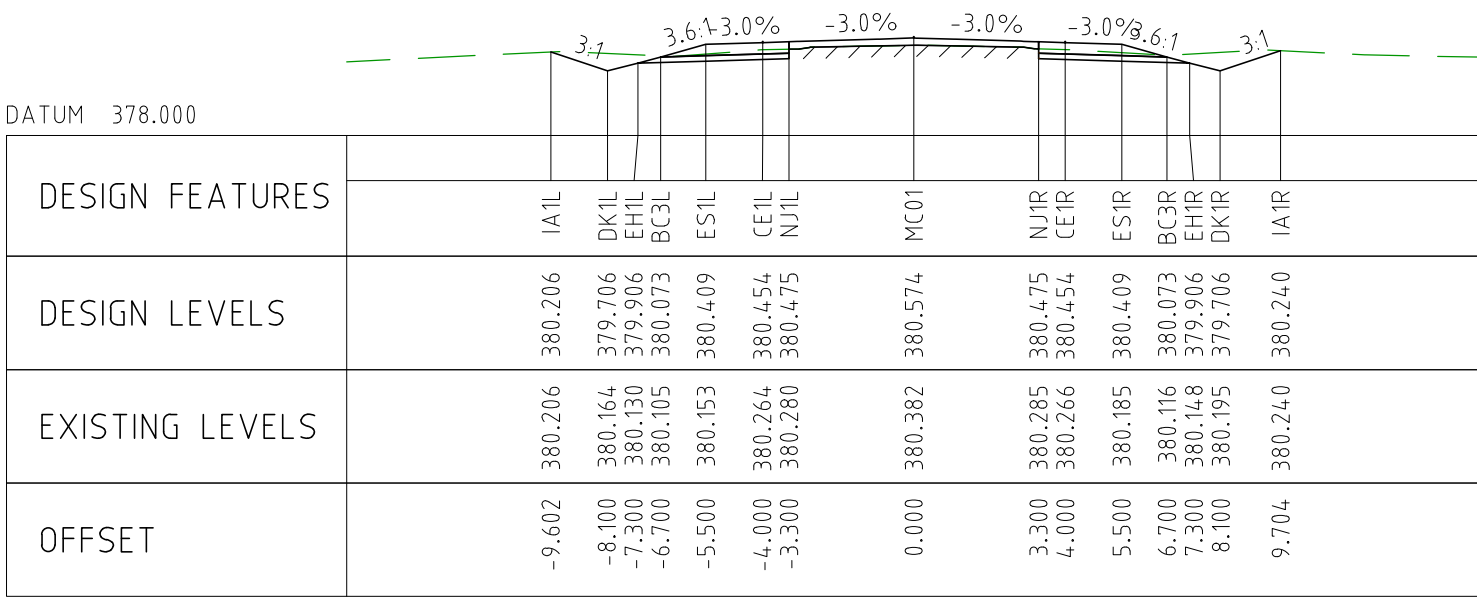 3:1 3.6:1 -3.0% -3.0% -3.0% -3.0% 3.6:1 3:1
DATUM 378.000
DESIGN FEATURES IA1L DK1L EH1L BC3L ES1L CE1L NJ1L MC01 NJ1R CE1R ES1R BC3R EH1R DK1R IA1R
DESIGN LEVELS 380.206 379.706 379.906 380.073 380.409 380.454 380.475 380.574 380.475 380.454 380.409 380.073 379.906 379.706 380.240
EXISTING LEVELS 380.206 380.164 380.130 380.105 380.153 380.264 380.280 380.382 380.285 380.266 380.185 380.116 380.148 380.195 380.240
OFFSET -9.602 -8.100 -7.300 -6.700 -5.500 -4.000 -3.300 0.000 3.300 4.000 5.500 6.700 7.300 8.100 9.704